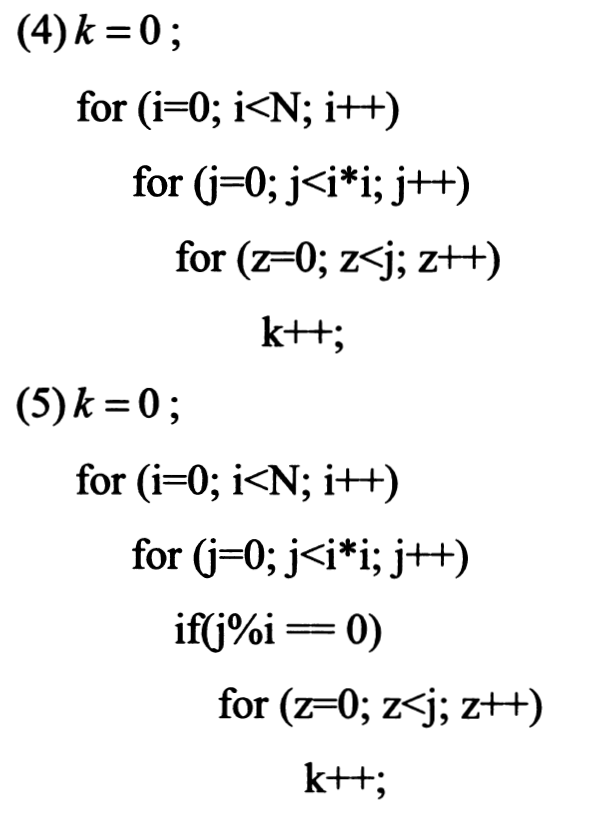 (4) k = 0 ;
for (i=0; i<N; i++)
for (j=0; j<i*i; j++)
for (z=0; z<j; z++)
k++;
(5) k = 0 ;
for (i=0; i<N; i++)
for (j=0; j<i*i; j++)
if(j%i == 0)
for (z=0; z<j; z++)
k++;